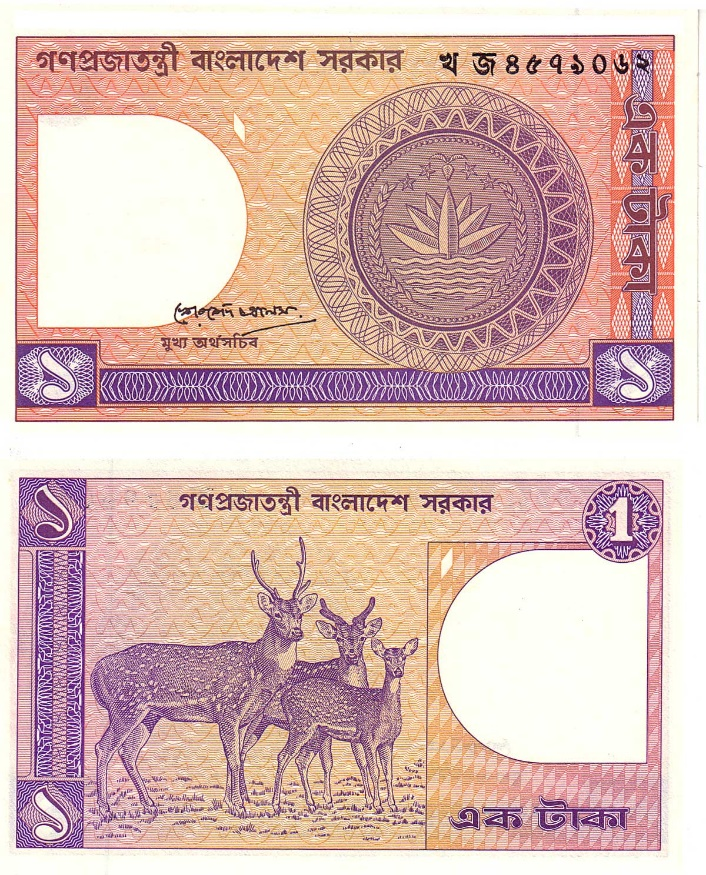 গণপ্রজাতন্ত্রী বাংলাদেশ সরকার
খ জ ৪৫৭১০৬২
এক টাকা
মুখ্য অর্থসচিব
১
১
গণপ্রজাতন্ত্রী বাংলাদেশ সরকার
১
1
১
এক টাকা